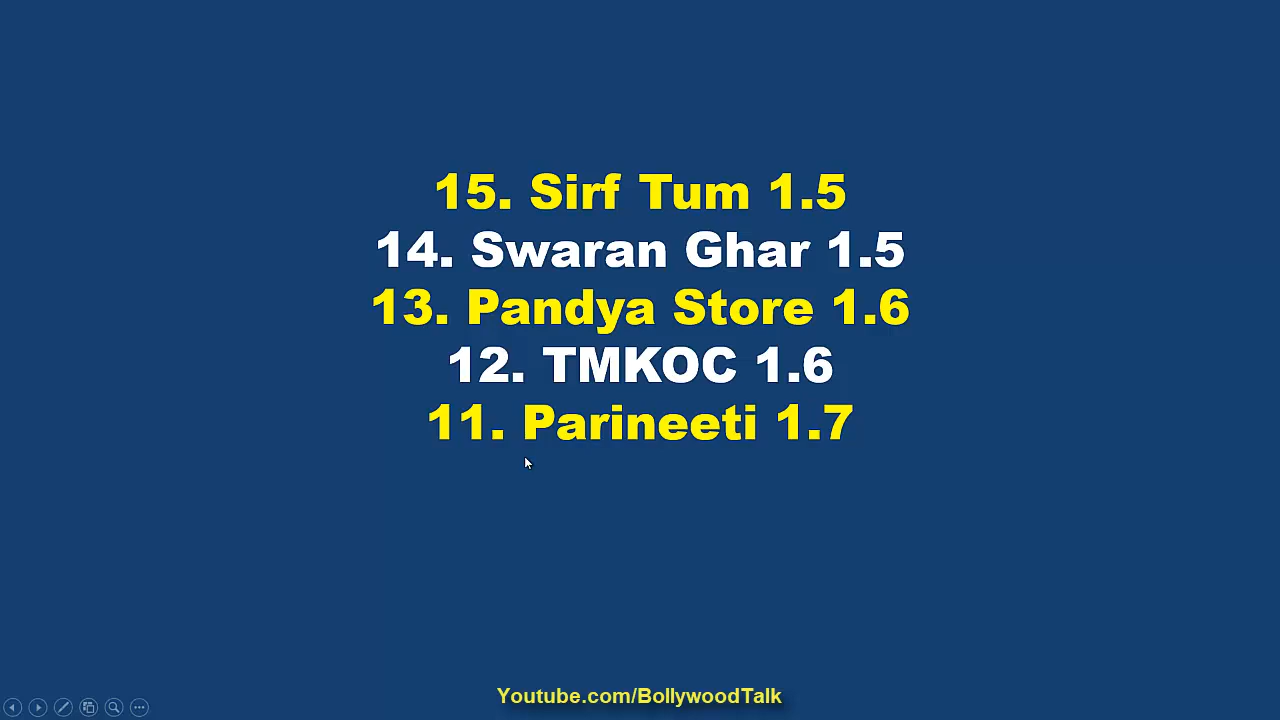 15. Sirf Tum 1.5
14. Swaran Ghar 1.5
13. Pandya Store 1.6
12. TMKOC 1.6
11. Parineeti 1.7
Youtube.com/BollywoodTalk